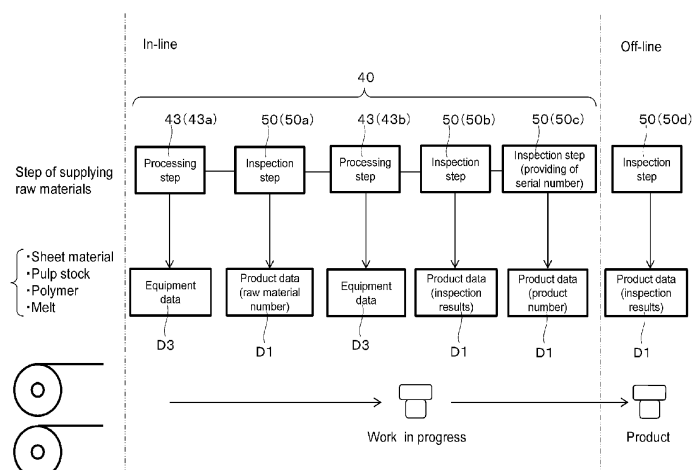 In-line
Off-line
40
43(43a)
50(50a)
43(43b)
50(50b)
50(50c)
50(50d)
Step of supplying
raw materials
Processing
step
Inspection
step
Processing
step
Inspection
step
Inspection step
(providing of
serial number)
Inspection
step
・Sheet material
・Pulp stock
・Polymer
・Melt
Equipment
data
Product data
(raw material
number)
Equipment
data
Product data
(inspection
results)
Product data
(product
number)
Product data
(inspection
results)
D3
D1
D3
D1
D1
D1
Work in progress
Product